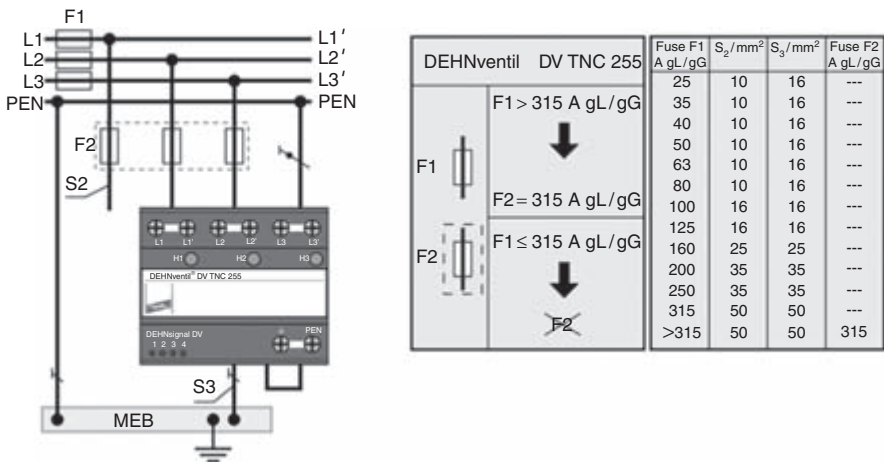 F1
L1 L1′
L2 L2′
L3 L3′
PEN PEN
F2
S2
L1 L1′ L2 L2′ L3 L3′
H1 H2 H3
DEHNventil® DV TNC 255
DEHNsignal DV
1 2 3 4
PEN
S3
MEB
DEHNventil DV TNC 255
F1 > 315 A gL/gG
F1
F2 = 315 A gL/gG
F1 ≤ 315 A gL/gG
F2
F2
Fuse F1 S₂/mm² S₃/mm² Fuse F2
A gL/gG A gL/gG
25 10 16 ---
35 10 16 ---
40 10 16 ---
50 10 16 ---
63 10 16 ---
80 10 16 ---
100 16 16 ---
125 16 16 ---
160 25 25 ---
200 35 35 ---
250 35 35 ---
315 50 50 ---
>315 50 50 315